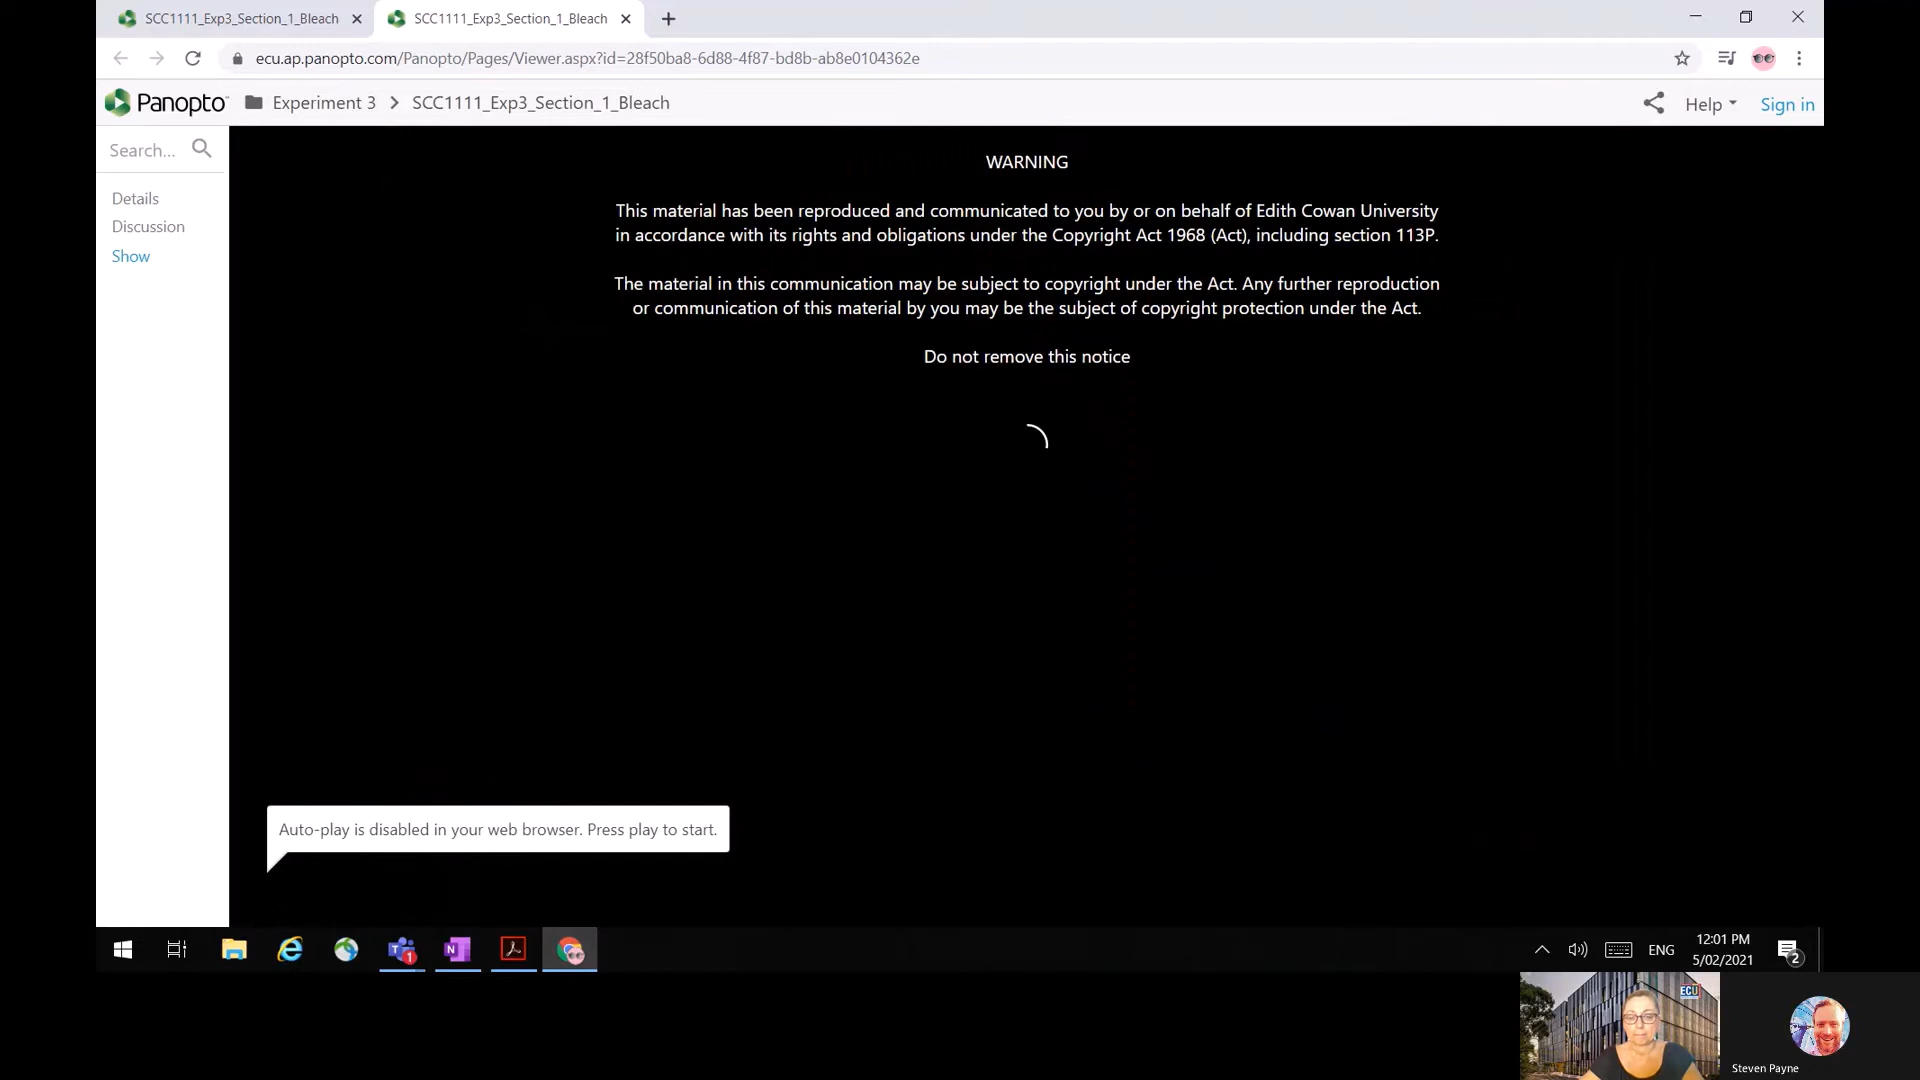 SCC1111_Exp3_Section_1_Bleach
SCC1111_Exp3_Section_1_Bleach
ecu.ap.panopto.com/Panopto/Pages/Viewer.aspx?id=28f50ba8-6d88-4f87-bd8b-ab8e0104362e
Panopto
Experiment 3 > SCC1111_Exp3_Section_1_Bleach
Help
Sign in
Search...
Details
Discussion
Show
WARNING
This material has been reproduced and communicated to you by or on behalf of Edith Cowan University
in accordance with its rights and obligations under the Copyright Act 1968 (Act), including section 113P.
The material in this communication may be subject to copyright under the Act. Any further reproduction
or communication of this material by you may be the subject of copyright protection under the Act.
Do not remove this notice
Auto-play is disabled in your web browser. Press play to start.
1
ENG
12:01 PM
5/02/2021
2
ECU
Steven Payne